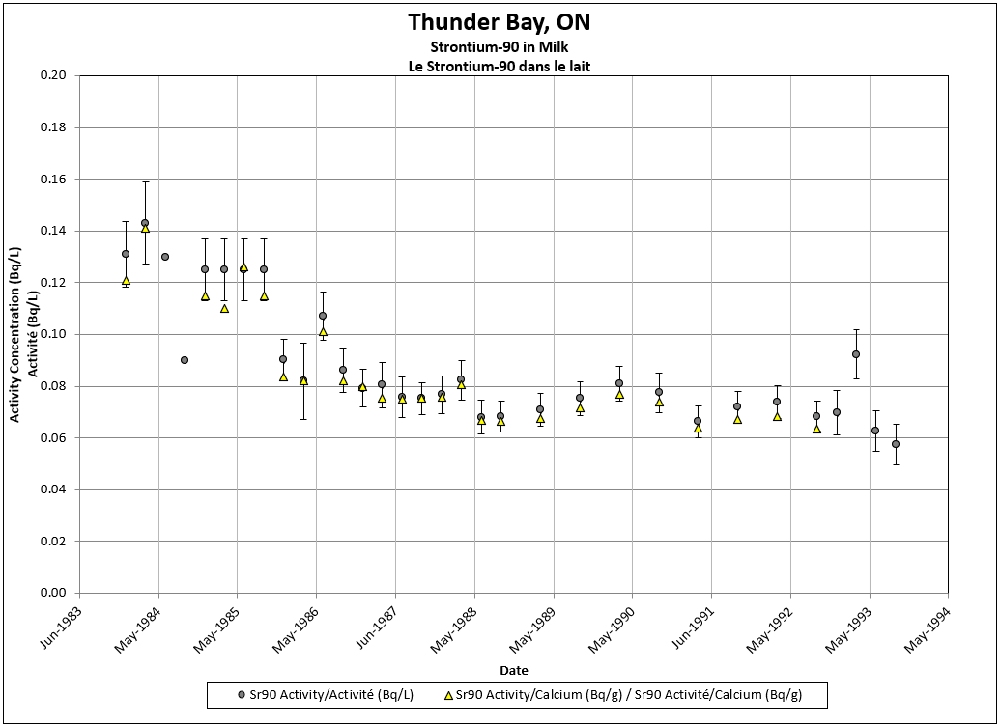 Thunder Bay, ON
Strontium-90 in Milk
Le Strontium-90 dans le lait
Activity Concentration (Bq/L)
Activité (Bq/L)
0.20
0.18
0.16
0.14
0.12
0.10
0.08
0.06
0.04
0.02
0.00
Jun-1983
May-1984
May-1985
May-1986
Jun-1987
May-1988
May-1989
May-1990
Jun-1991
May-1992
May-1993
May-1994
Date
Sr90 Activity/Activité (Bq/L)
Sr90 Activity/Calcium (Bq/g) / Sr90 Activité/Calcium (Bq/g)